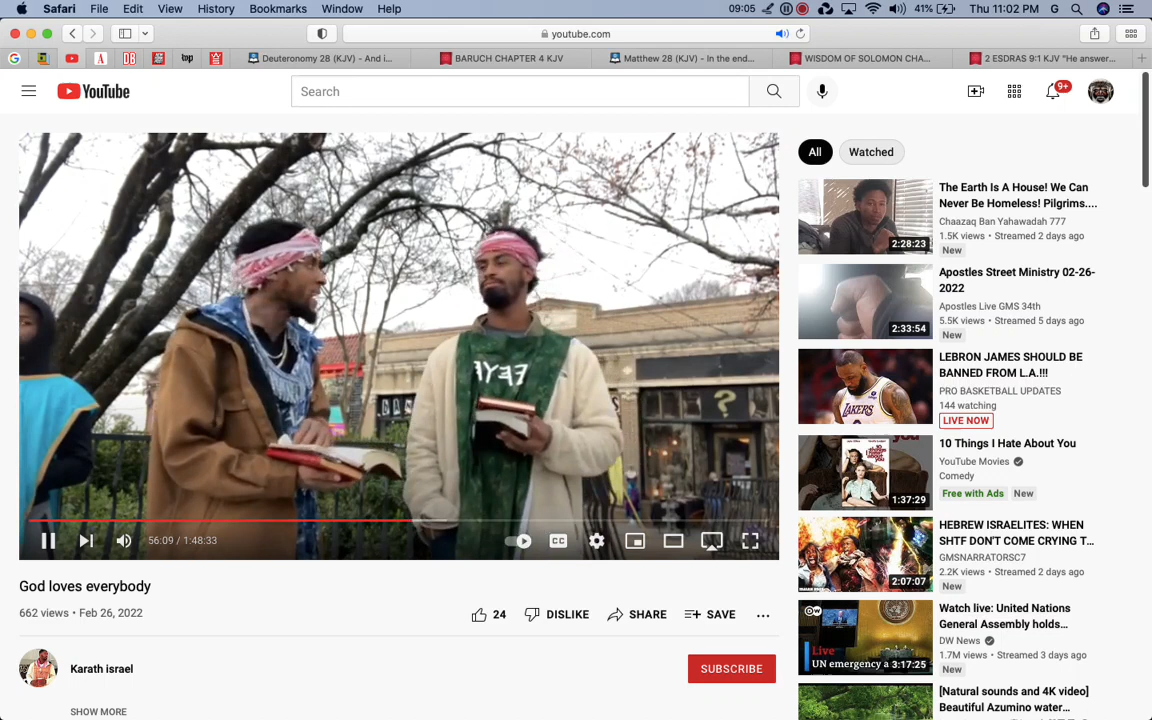 Safari File Edit View History Bookmarks Window Help 09:05 41% Thu 11:02 PM G
youtube.com
G A DB top Deuteronomy 28 (KJV) - And i... BARUCH CHAPTER 4 KJV Matthew 28 (KJV) - In the end... WISDOM OF SOLOMON CHA... 2 ESDRAS 9:1 KJV "He answer...
YouTube Search 9+
All Watched
The Earth Is A House! We Can
Never Be Homeless! Pilgrims....
Chaazaq Ban Yahawadah 777
1.5K views • Streamed 2 days ago
New
2:28:23
Apostles Street Ministry 02-26-
2022
Apostles Live GMS 34th
5.5K views • Streamed 5 days ago
New
2:33:54
LEBRON JAMES SHOULD BE
BANNED FROM L.A.!!!
PRO BASKETBALL UPDATES
144 watching
LIVE NOW
LAKERS
10 Things I Hate About You
YouTube Movies
Comedy
Free with Ads New
1:37:29
HEBREW ISRAELITES: WHEN
SHTF DON'T COME CRYING T...
GMSNARRATORSC7
2.2K views • Streamed 2 days ago
New
2:07:07
Watch live: United Nations
General Assembly holds...
DW News
1.7M views • Streamed 3 days ago
New
DW
Live
UN emergency a 3:17:25
[Natural sounds and 4K video]
Beautiful Azumino water...
?
56:09 / 1:48:33
CC
God loves everybody
662 views • Feb 26, 2022
24 DISLIKE SHARE SAVE ...
Karath israel
SUBSCRIBE
SHOW MORE